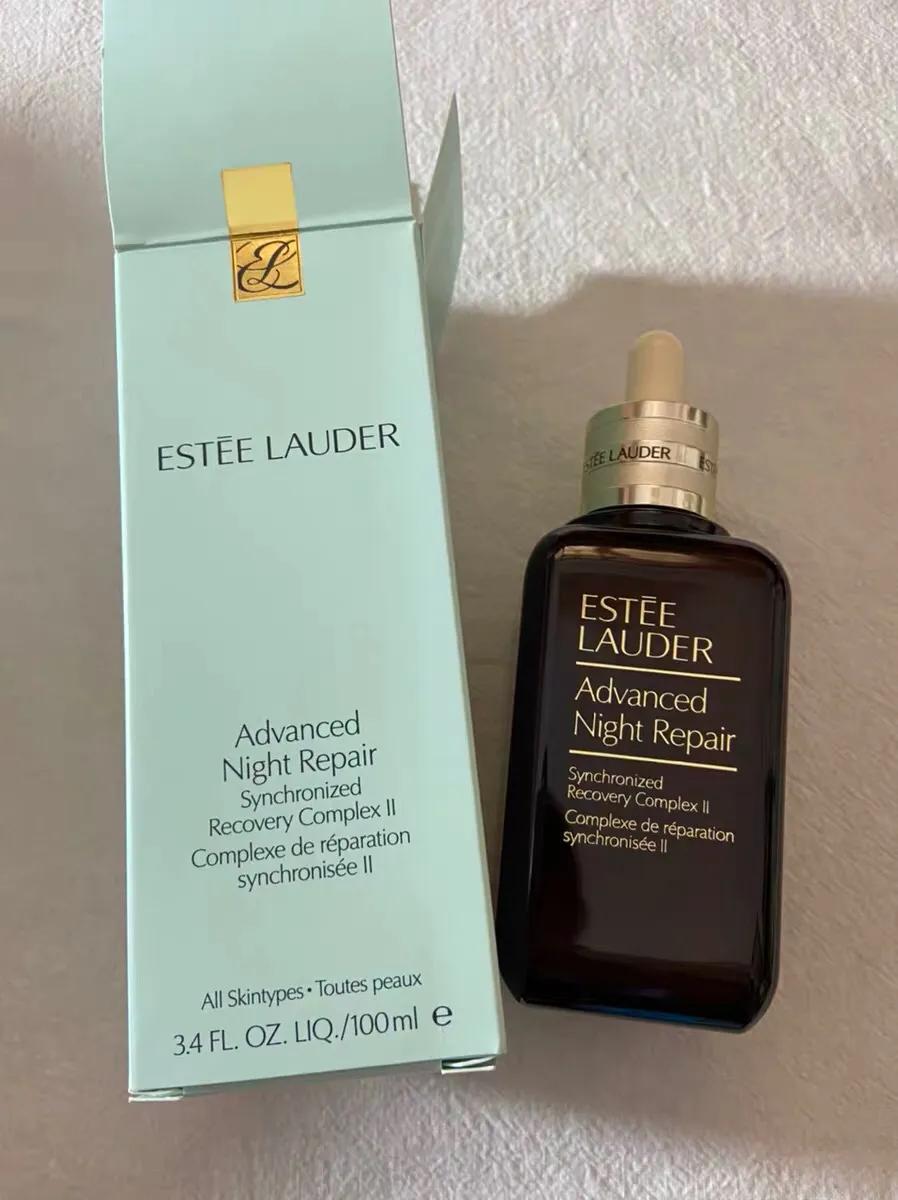 EL
ESTĒE LAUDER
Advanced
Night Repair
Synchronized
Recovery Complex II
Complexe de réparation
synchronisée II
All Skintypes • Toutes peaux
3.4 FL. OZ. LIQ./100ml ℮
ESTĒE LAUDER
ESTĒE
LAUDER
Advanced
Night Repair
Synchronized
Recovery Complex II
Complexe de réparation
synchronisée II